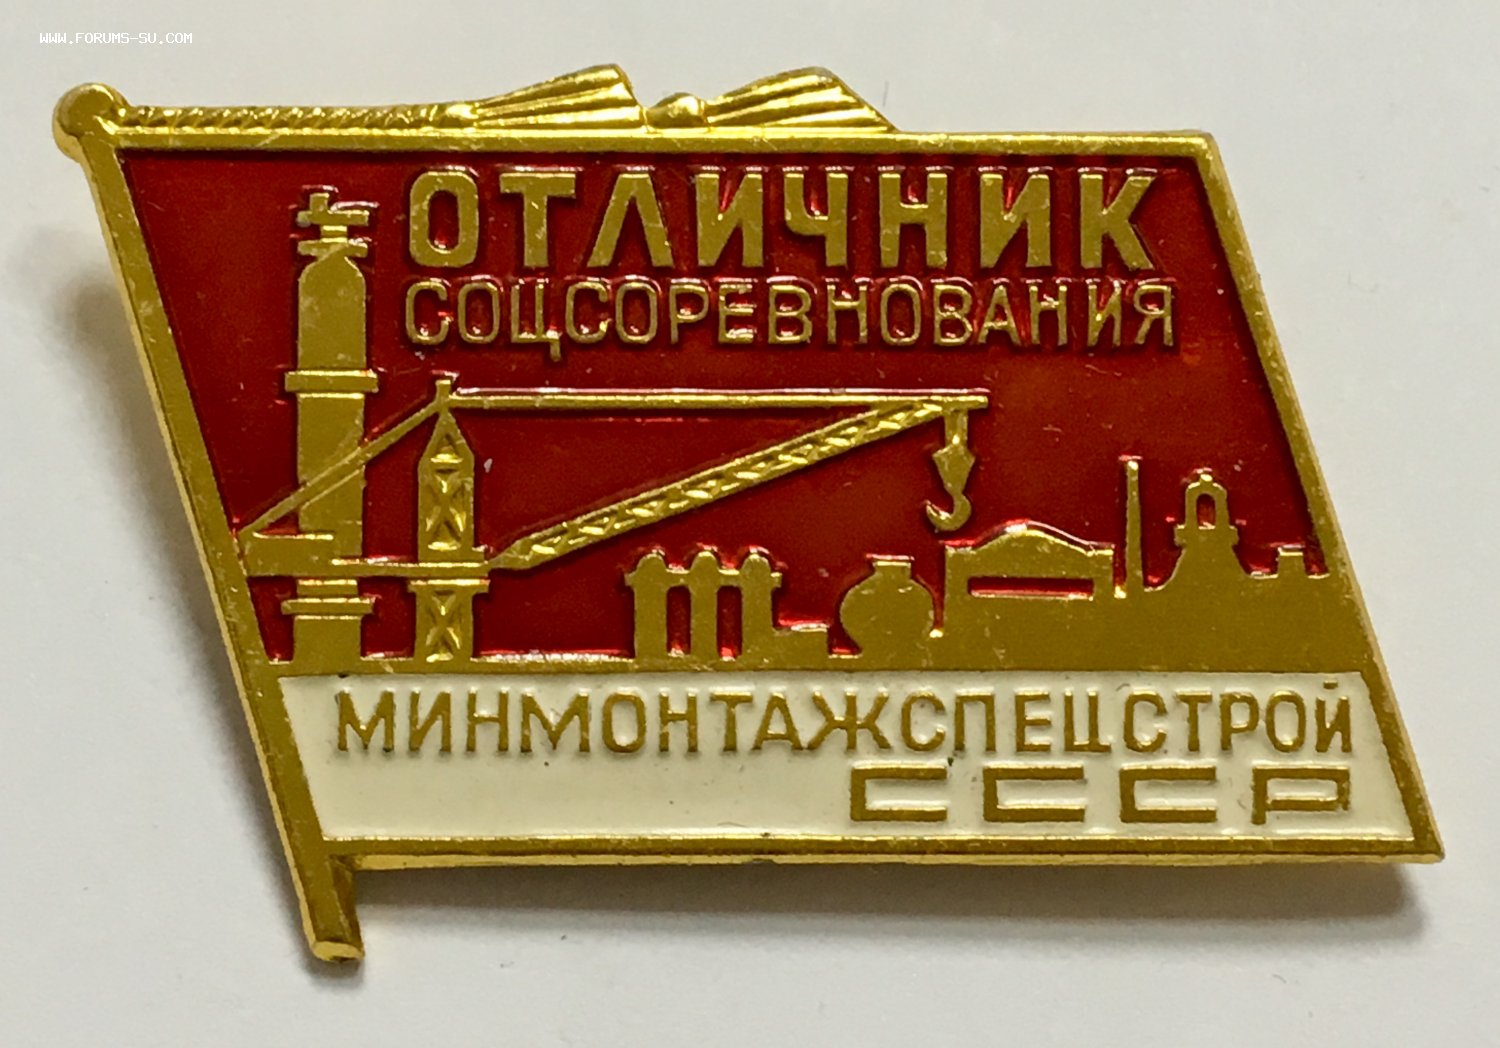 WWW.FORUMS-SU.COM
ОТЛИЧНИК
СОЦСОРЕВНОВАНИЯ
МИНМОНТАЖСПЕЦСТРОЙ
СССР